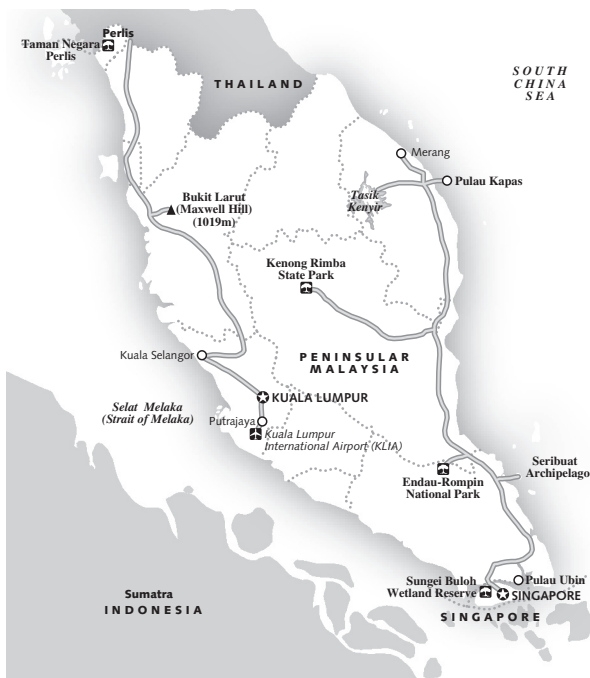 Perlis
Taman Negara
Perlis
THAILAND
SOUTH
CHINA
SEA
Merang
Pulau Kapas
Tasik
Kenyir
Bukit Larut
(Maxwell Hill)
(1019m)
Kenong Rimba
State Park
Kuala Selangor
PENINSULAR
MALAYSIA
KUALA LUMPUR
Selat Melaka
(Strait of Melaka)
Putrajaya
Kuala Lumpur
International Airport (KLIA)
Seribuat
Archipelago
Endau-Rompin
National Park
Sumatra
INDONESIA
Sungei Buloh
Wetland Reserve
Pulau Ubin
SINGAPORE
SINGAPORE